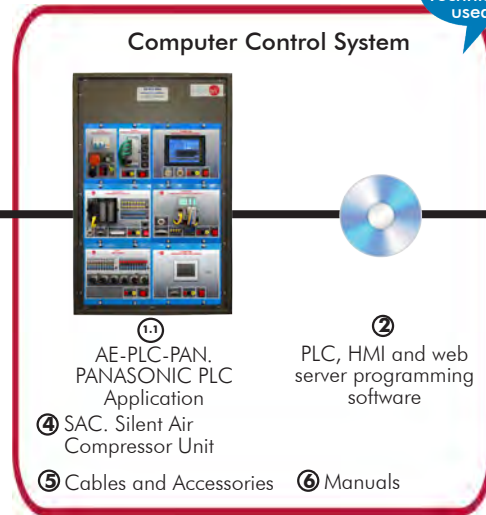 used
Computer Control System
1.1
AE-PLC-PAN.
PANASONIC PLC
Application
2
PLC, HMI and web
server programming
software
4 SAC. Silent Air
Compressor Unit
5 Cables and Accessories 6 Manuals